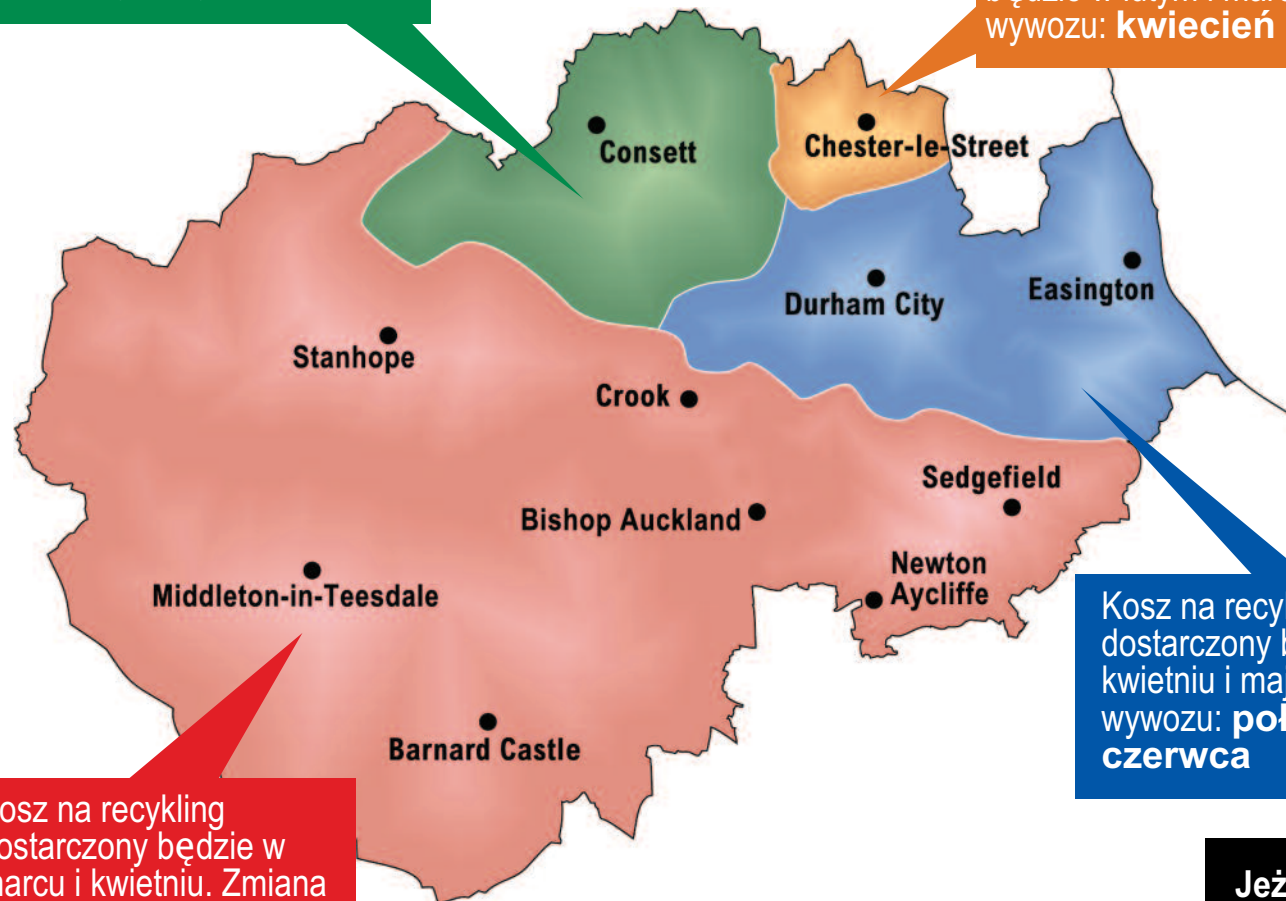 wywozu: kwiecień
Consett
Chester-le-Street
Durham City
Easington
Stanhope
Crook
Sedgefield
Bishop Auckland
Newton
Aycliffe
Middleton-in-Teesdale
Barnard Castle
Kosz na recy
dostarczony b
kwietniu i ma
wywozu: poł
czerwca
osz na recykling
ostarczony będzie w
arcu i kwietniu. Zmiana
Jeż